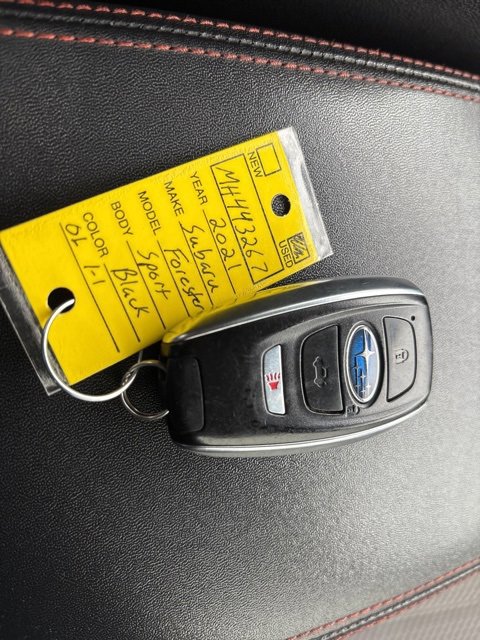 NEW USED
MH443267
YEAR 2021
MAKE Subaru
MODEL Forester
BODY Sport
COLOR Black
OL 1-1